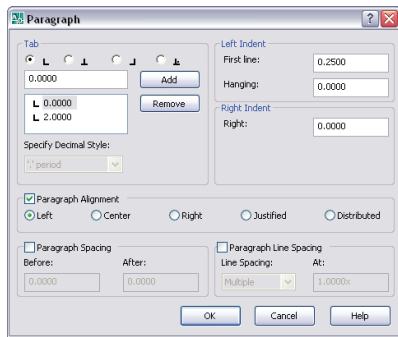 Paragraph
Tab
0.0000
Add
0.0000
2.0000
Remove
Specify Decimal Style:
'.' period
Left Indent
First line:
0.2500
Hanging:
0.0000
Right Indent
Right:
0.0000
Paragraph Alignment
Left
Center
Right
Justified
Distributed
Paragraph Spacing
Before:
After:
0.0000
0.0000
Paragraph Line Spacing
Line Spacing:
At:
Multiple
1.0000x
OK
Cancel
Help